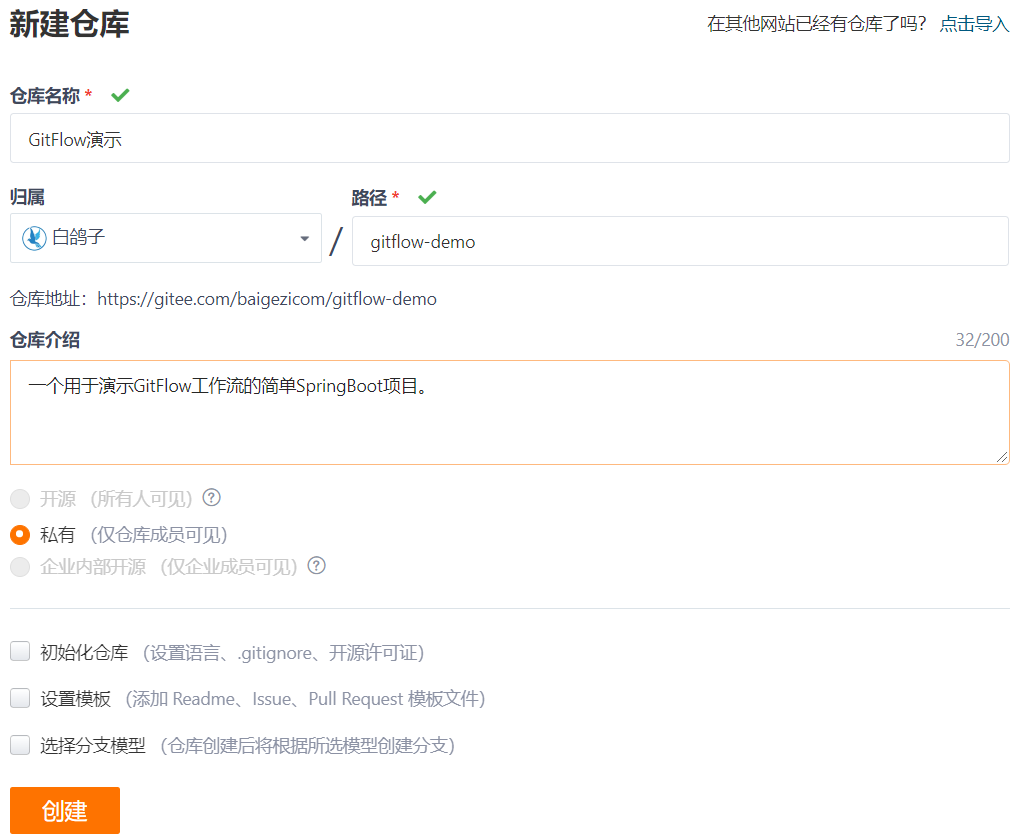 新建仓库
在其他网站已经有仓库了吗？ 点击导入
仓库名称 *
GitFlow演示
归属
路径 *
白鸽子 / gitflow-demo
仓库地址：https://gitee.com/baigezicom/gitflow-demo
仓库介绍
32/200
一个用于演示GitFlow工作流的简单SpringBoot项目。
开源 （所有人可见）
私有 （仅仓库成员可见）
企业内部开源 （仅企业成员可见）
初始化仓库 （设置语言、.gitignore、开源许可证）
设置模板 （添加 Readme、Issue、Pull Request 模板文件）
选择分支模型 （仓库创建后将根据所选模型创建分支）
创建